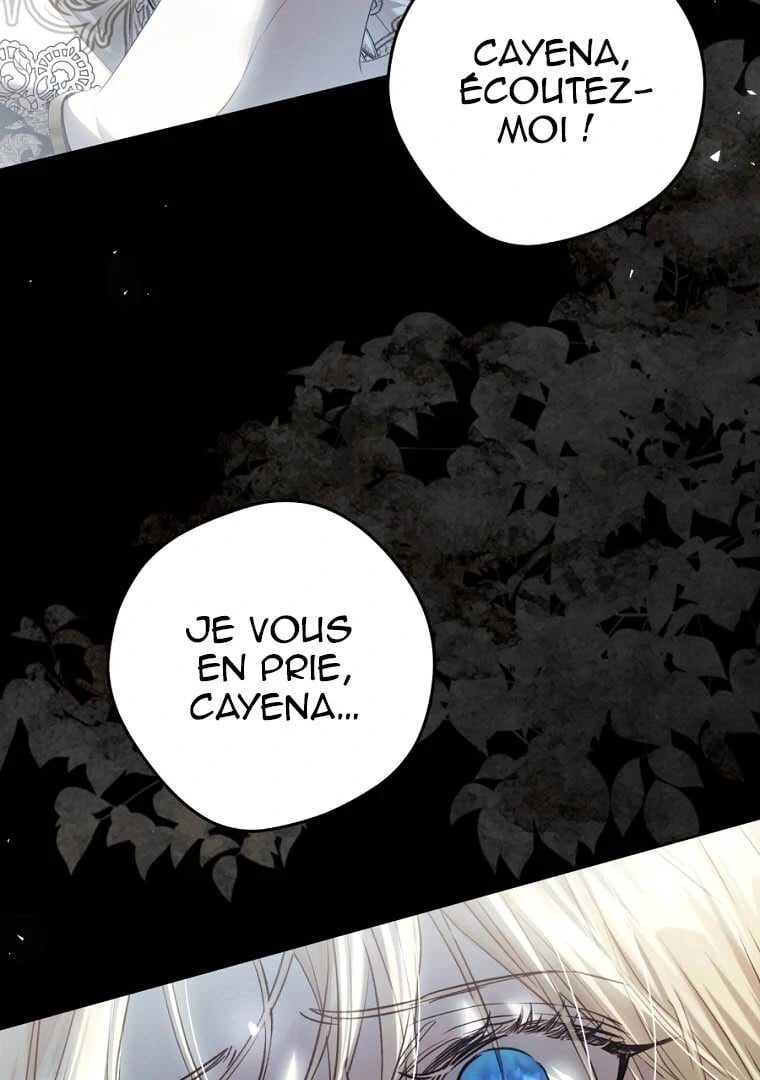 CAYENA,
ÉCOUTEZ-
MOI !
JE VOUS
EN PRIE,
CAYENA...